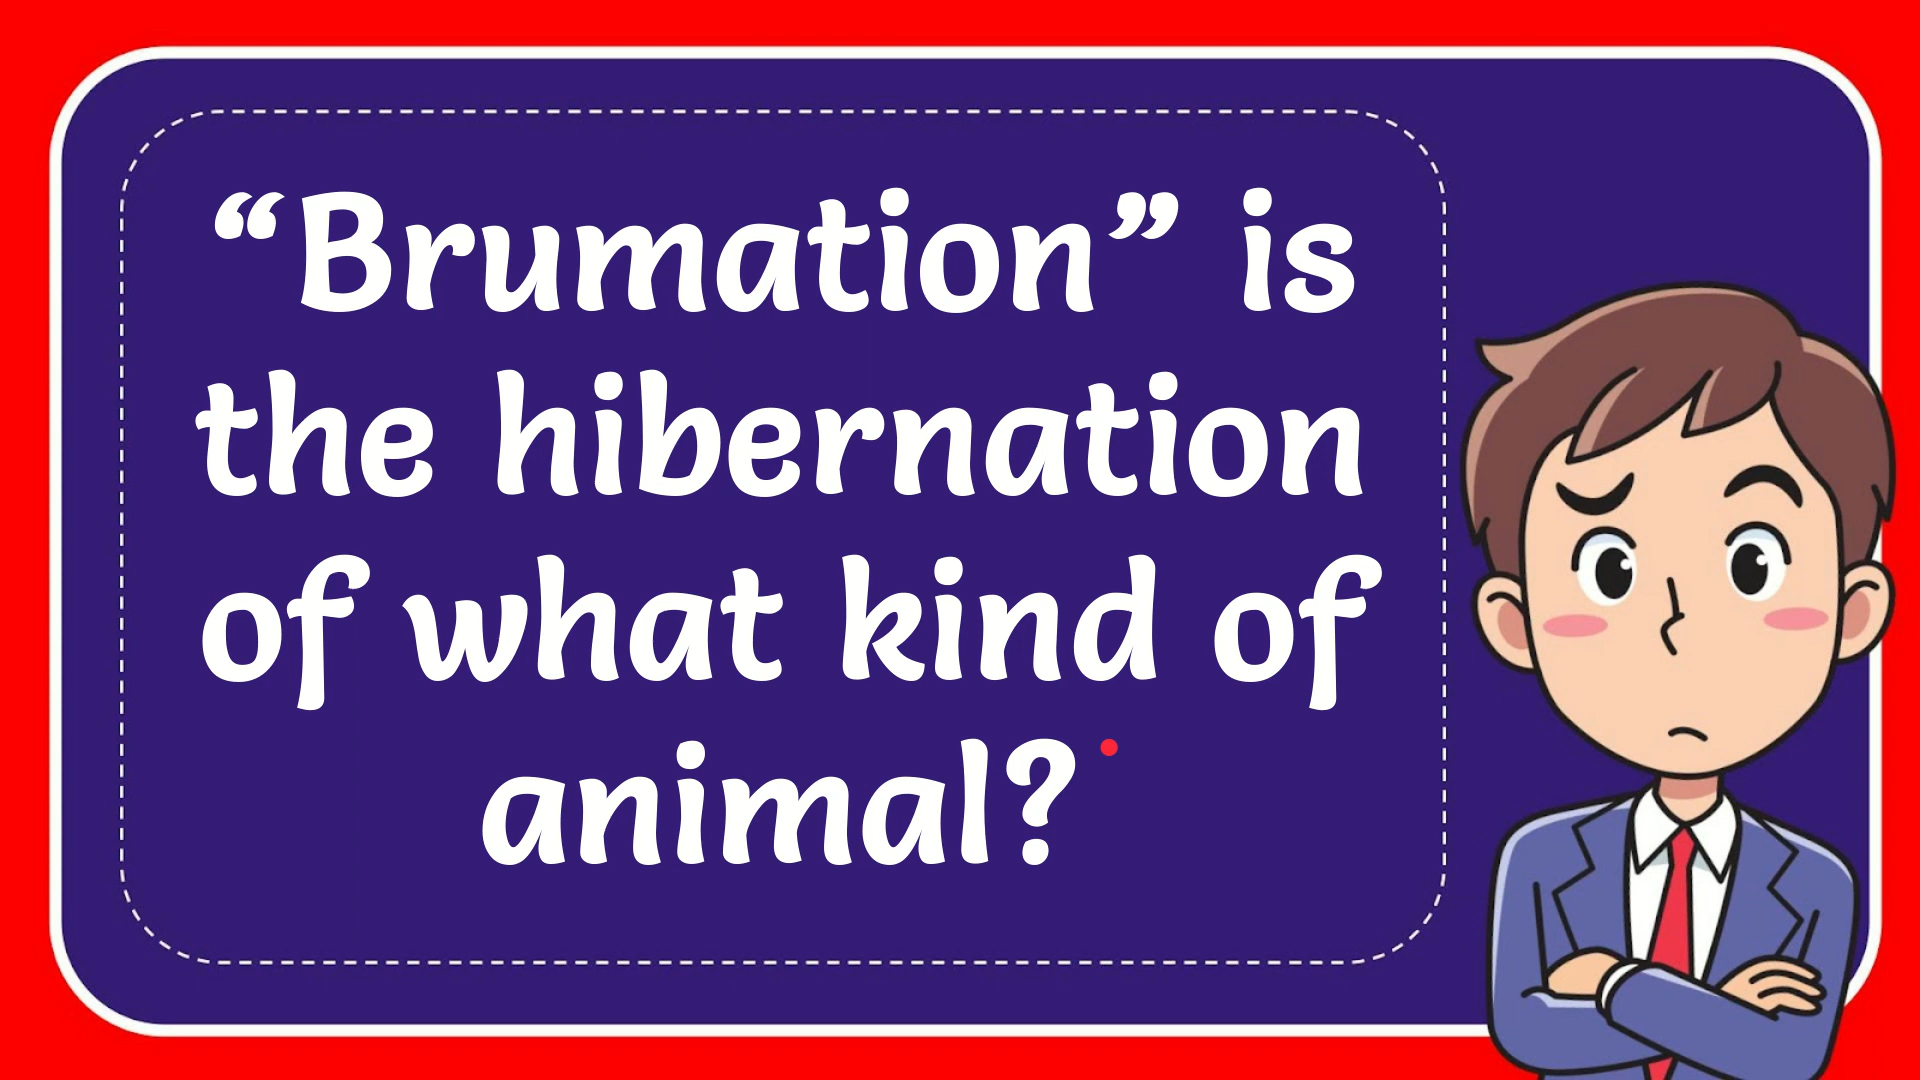 “Brumation” is
the hibernation
of what kind of
animal?